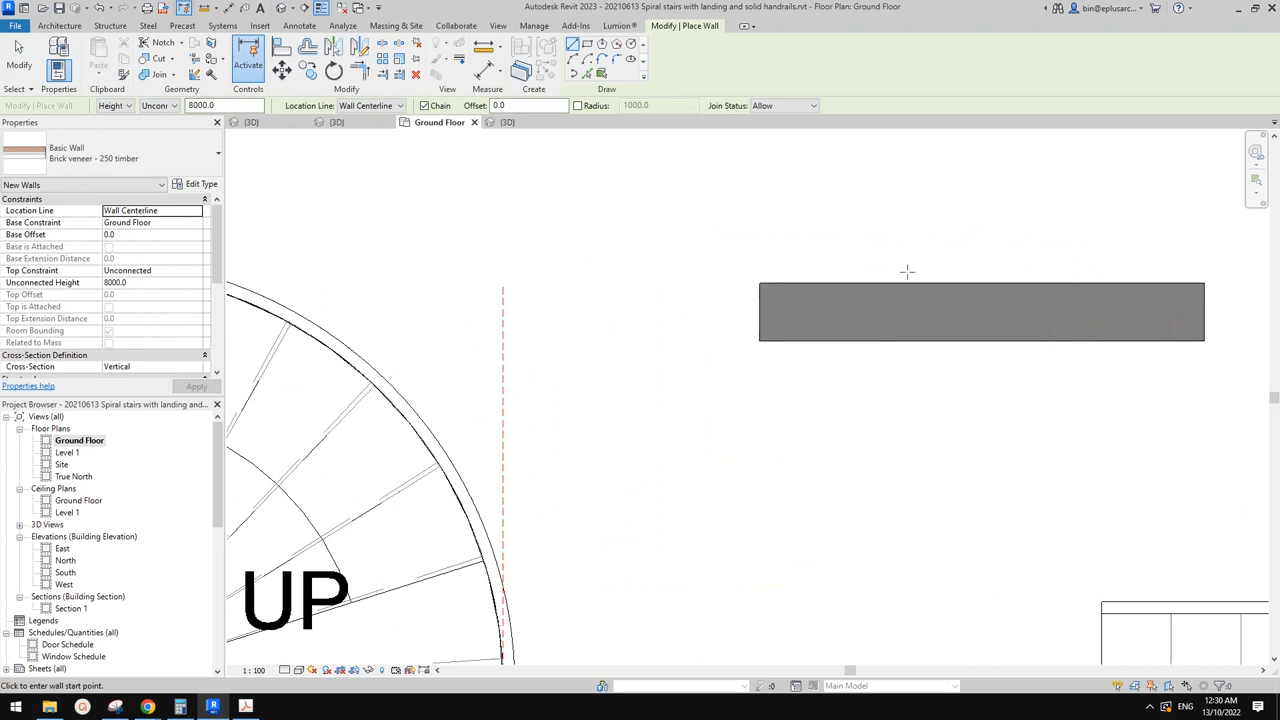 Autodesk Revit 2023 - 20210613 Spiral stairs with landing and solid handrails.rvt - Floor Plan: Ground Floor
bin@eplusarc...
File Architecture Structure Steel Precast Systems Insert Annotate Analyze Massing & Site Collaborate View Manage Add-Ins Lumion® Modify | Place Wall
Modify Paste Notch Cut Join Activate
Select Properties Clipboard Geometry Controls Modify View Measure Create Draw
Modify | Place Wall Height Uncon 8000.0 Location Line: Wall Centerline Chain Offset: 0.0 Radius: 1000.0 Join Status: Allow
Properties
{3D} {3D} Ground Floor {3D}
Basic Wall
Brick veneer - 250 timber
New Walls Edit Type
Constraints
Location Line Wall Centerline
Base Constraint Ground Floor
Base Offset 0.0
Base is Attached
Base Extension Distance 0.0
Top Constraint Unconnected
Unconnected Height 8000.0
Top Offset 0.0
Top is Attached
Top Extension Distance 0.0
Room Bounding
Related to Mass
Cross-Section Definition
Cross-Section Vertical
Properties help Apply
Project Browser - 20210613 Spiral stairs with landing and...
Views (all)
Floor Plans
Ground Floor
Level 1
Site
True North
Ceiling Plans
Ground Floor
Level 1
3D Views
Elevations (Building Elevation)
East
North
South
West
Sections (Building Section)
Section 1
Legends
Schedules/Quantities (all)
Door Schedule
Window Schedule
Sheets (all)
UP
1 : 100
Click to enter wall start point. :0 Main Model :0
ENG 12:30 AM
13/10/2022